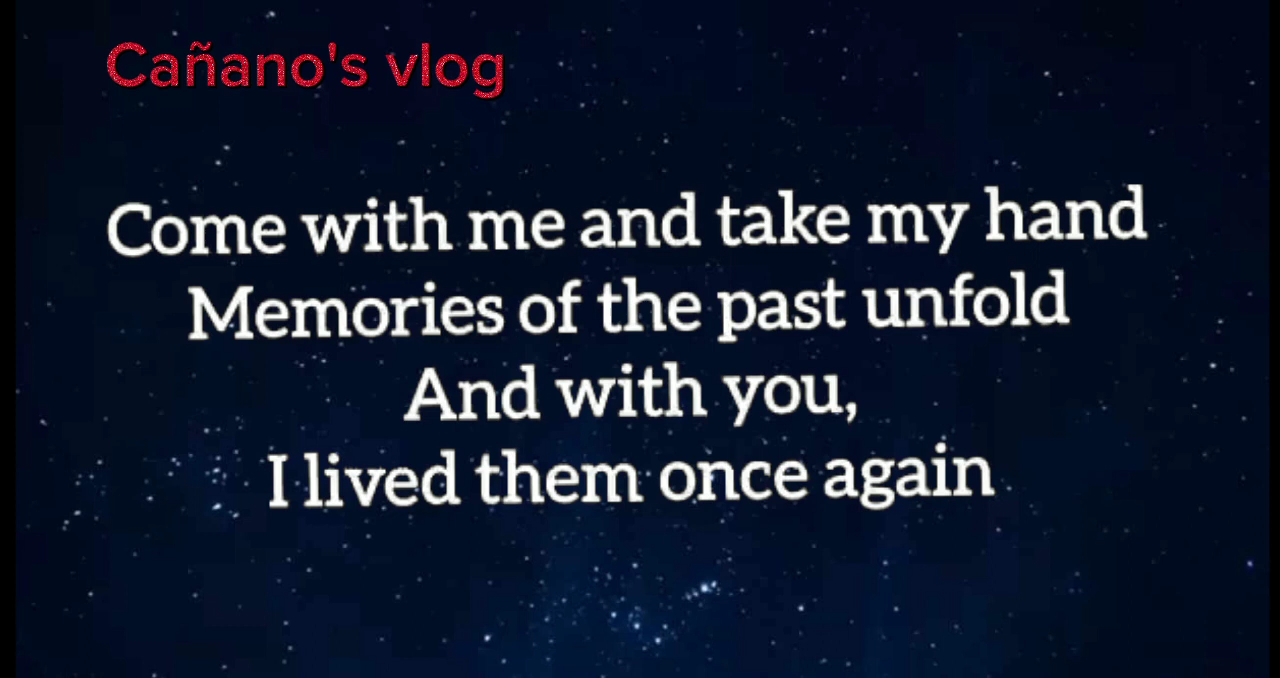 Cañano's vlog
Come with me and take my hand
Memories of the past unfold
And with you,
I lived them once again